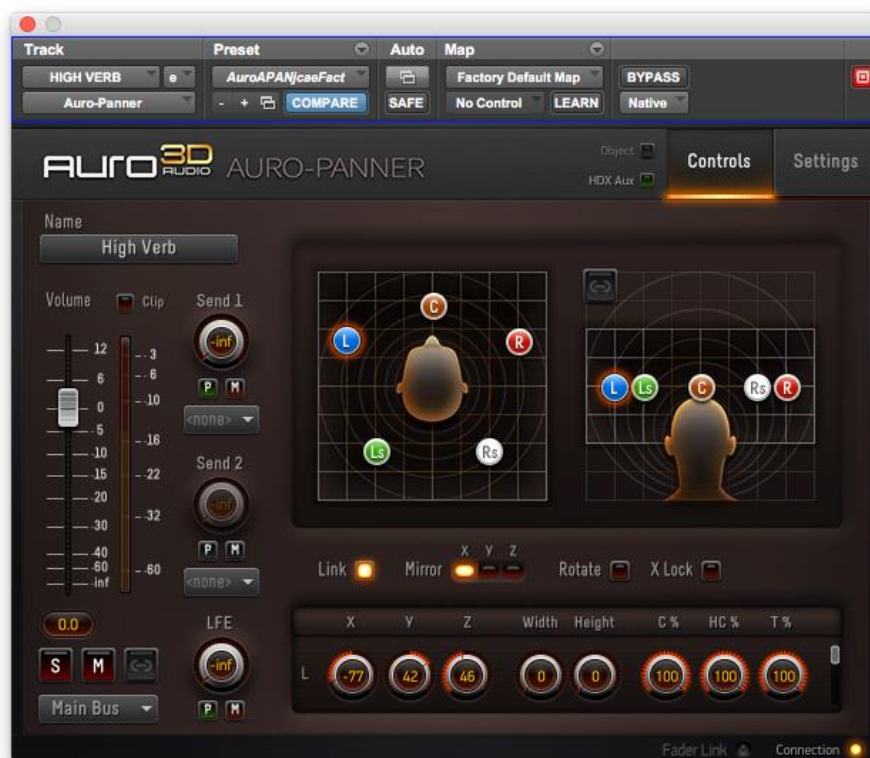 Track Preset Auto Map
HIGH VERB e AuroAPANjcaeFact Factory Default Map BYPASS
Auro-Panner - + COMPARE SAFE No Control LEARN Native
AURO 3D AUDIO AURO-PANNER
Object
HDX Aux
Controls Settings
Name
High Verb
Volume Clip Send 1
12
6
0
-5
-10
-15
-20
-30
-40
-60
-inf
-3
-6
-10
-16
-22
-32
-60
-inf
P M
<none>
Send 2
-inf
P M
<none>
C
L R
Ls Rs
L Ls C Rs R
X Y Z
Link Mirror Rotate X Lock
0.0
LFE
-inf
P M
S M
Main Bus
X Y Z Width Height C % HC % T %
L -77 42 46 0 0 100 100 100
Fader Link Connection